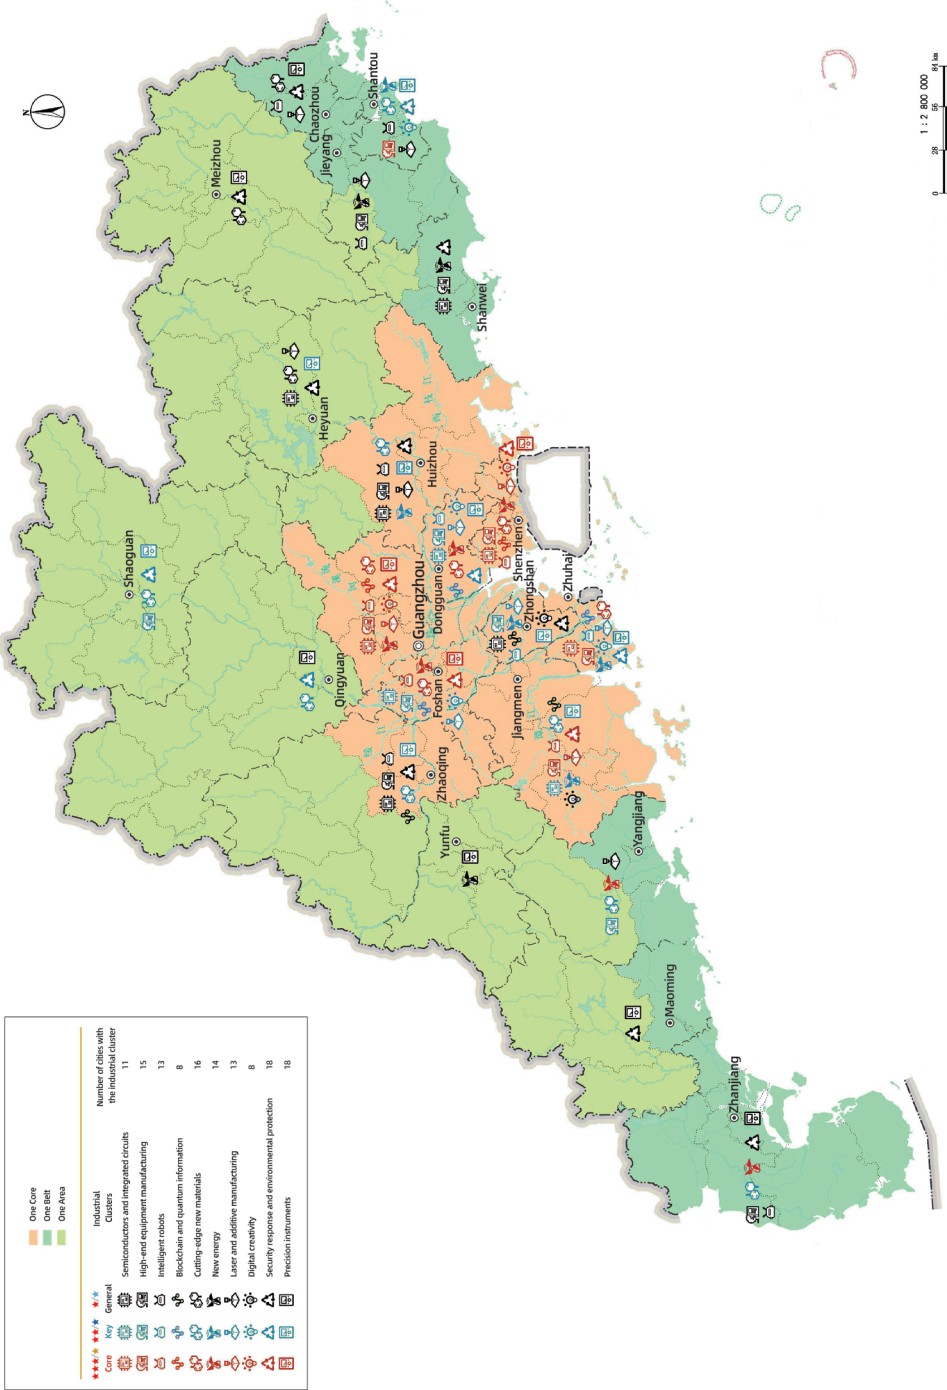 N
One Core
One Belt
One Area
★★★/★ ★★/★ ★/★
Core Key General
Industrial Clusters
Number of cities with the industrial cluster
Semiconductors and integrated circuits 11
High-end equipment manufacturing 15
Intelligent robots 13
Blockchain and quantum information 8
Cutting-edge new materials 16
New energy 14
Laser and additive manufacturing 13
Digital creativity 8
Security response and environmental protection 18
Precision instruments 18
Shaoguan
Meizhou
Chaozhou
Heyuan
Jieyang
Qingyuan
Shantou
Guangzhou
Huizhou
Dongguan
Foshan
Zhaoqing
Yunfu
Shanwei
Jiangmen
Shenzhen
Zhongshan
Zhuhai
Yangjiang
Maoming
Zhanjiang
1 : 2 800 000
0 28 56 84 km